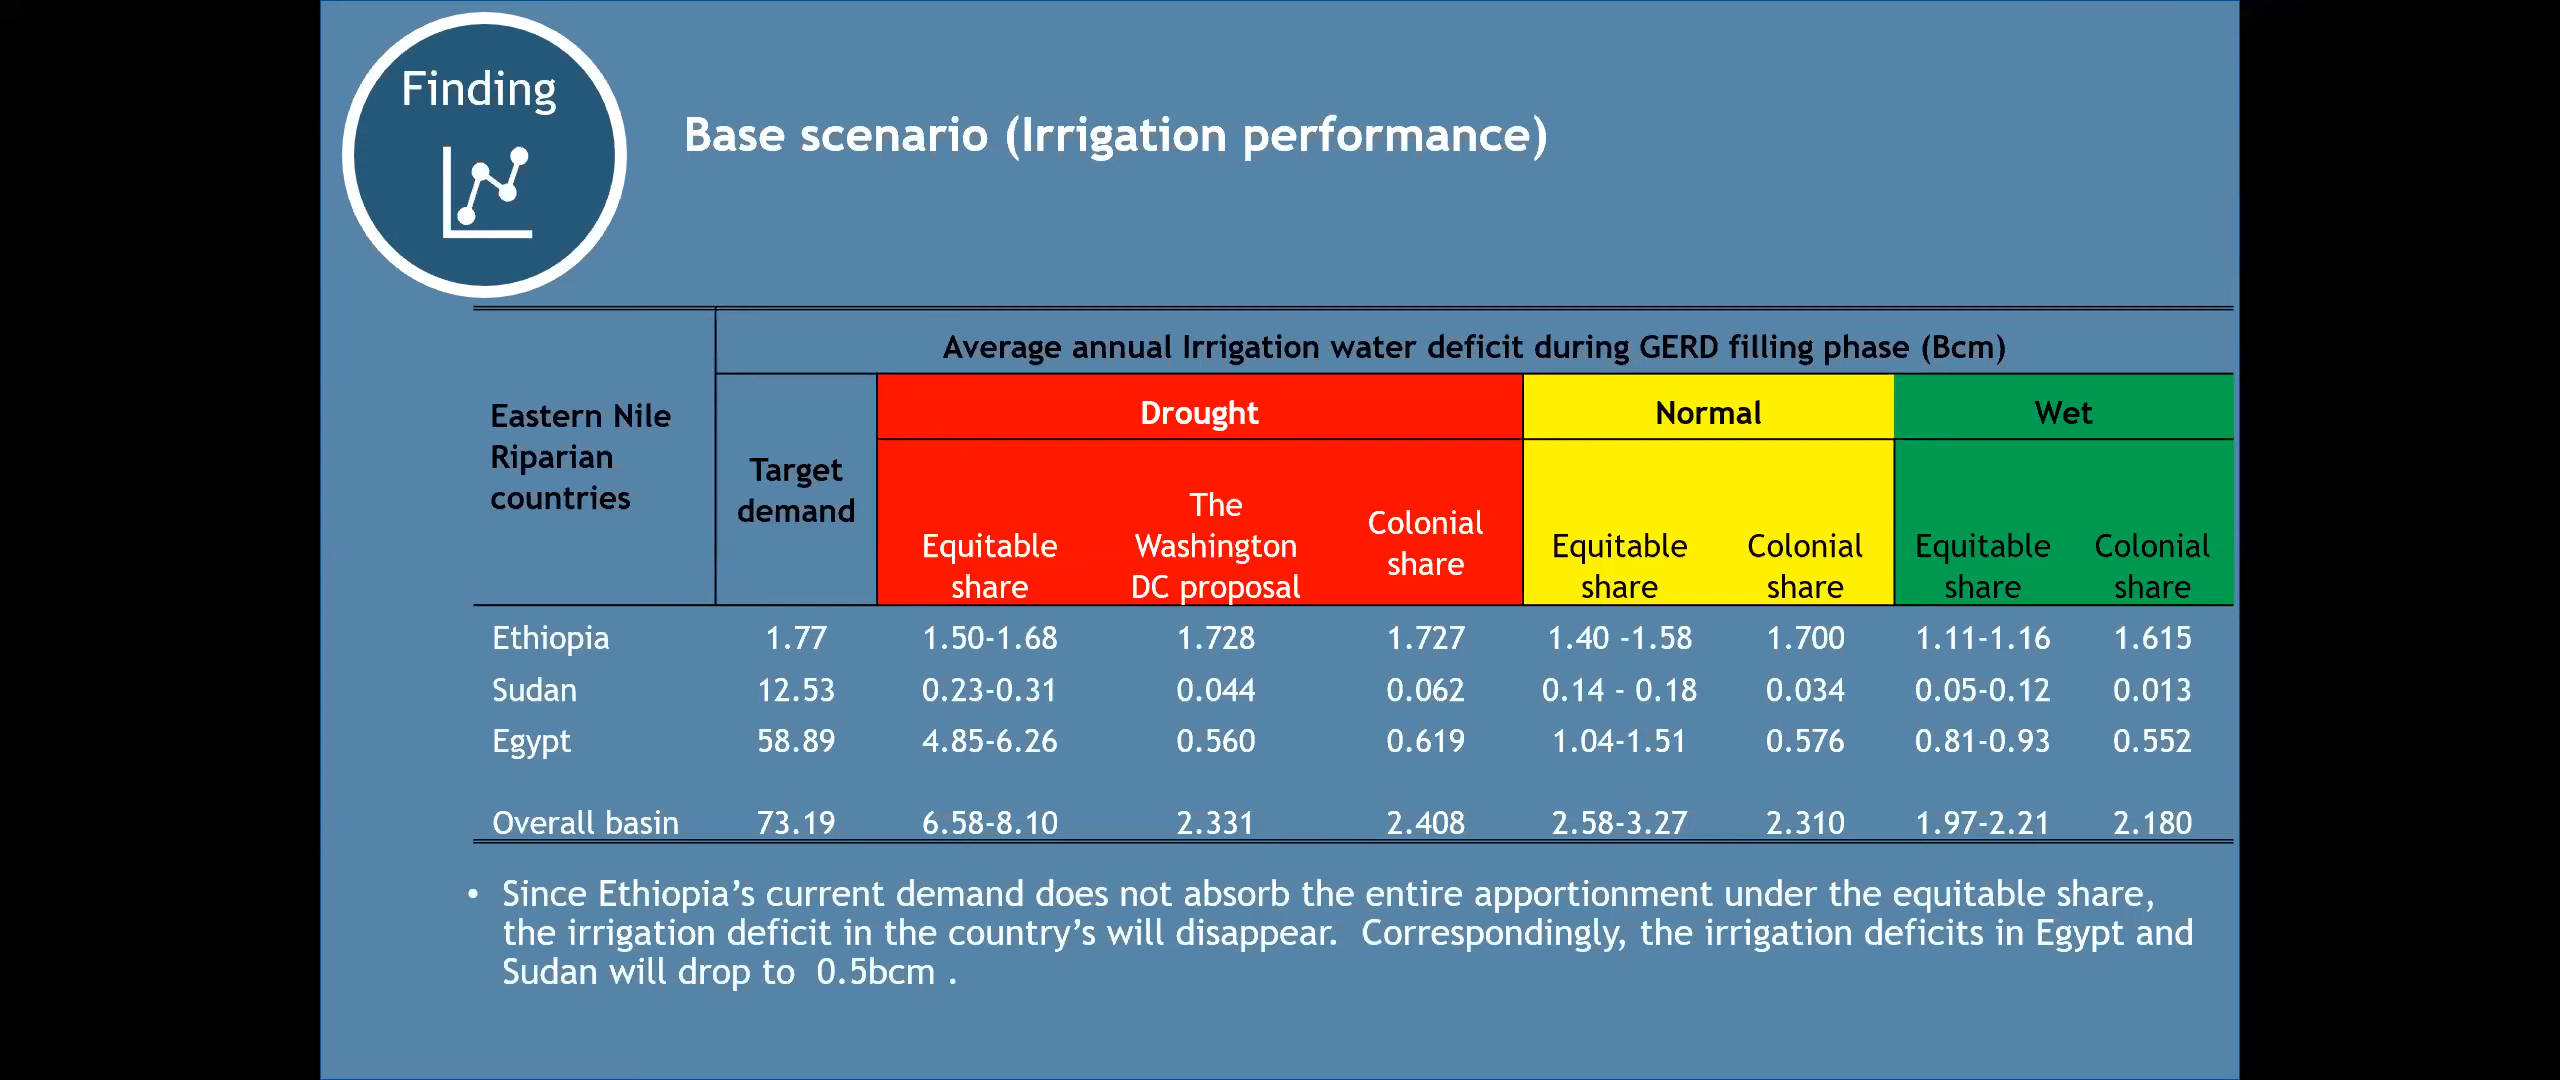 Finding
Base scenario (Irrigation performance)
Average annual Irrigation water deficit during GERD filling phase (Bcm)
Eastern Nile
Riparian
countries
Target
demand
Drought
Normal
Wet
Equitable
share
The
Washington
DC proposal
Colonial
share
Equitable
share
Colonial
share
Equitable
share
Colonial
share
Ethiopia 1.77 1.50-1.68 1.728 1.727 1.40 -1.58 1.700 1.11-1.16 1.615
Sudan 12.53 0.23-0.31 0.044 0.062 0.14 - 0.18 0.034 0.05-0.12 0.013
Egypt 58.89 4.85-6.26 0.560 0.619 1.04-1.51 0.576 0.81-0.93 0.552
Overall basin 73.19 6.58-8.10 2.331 2.408 2.58-3.27 2.310 1.97-2.21 2.180
• Since Ethiopia’s current demand does not absorb the entire apportionment under the equitable share,
the irrigation deficit in the country’s will disappear.  Correspondingly, the irrigation deficits in Egypt and
Sudan will drop to  0.5bcm .